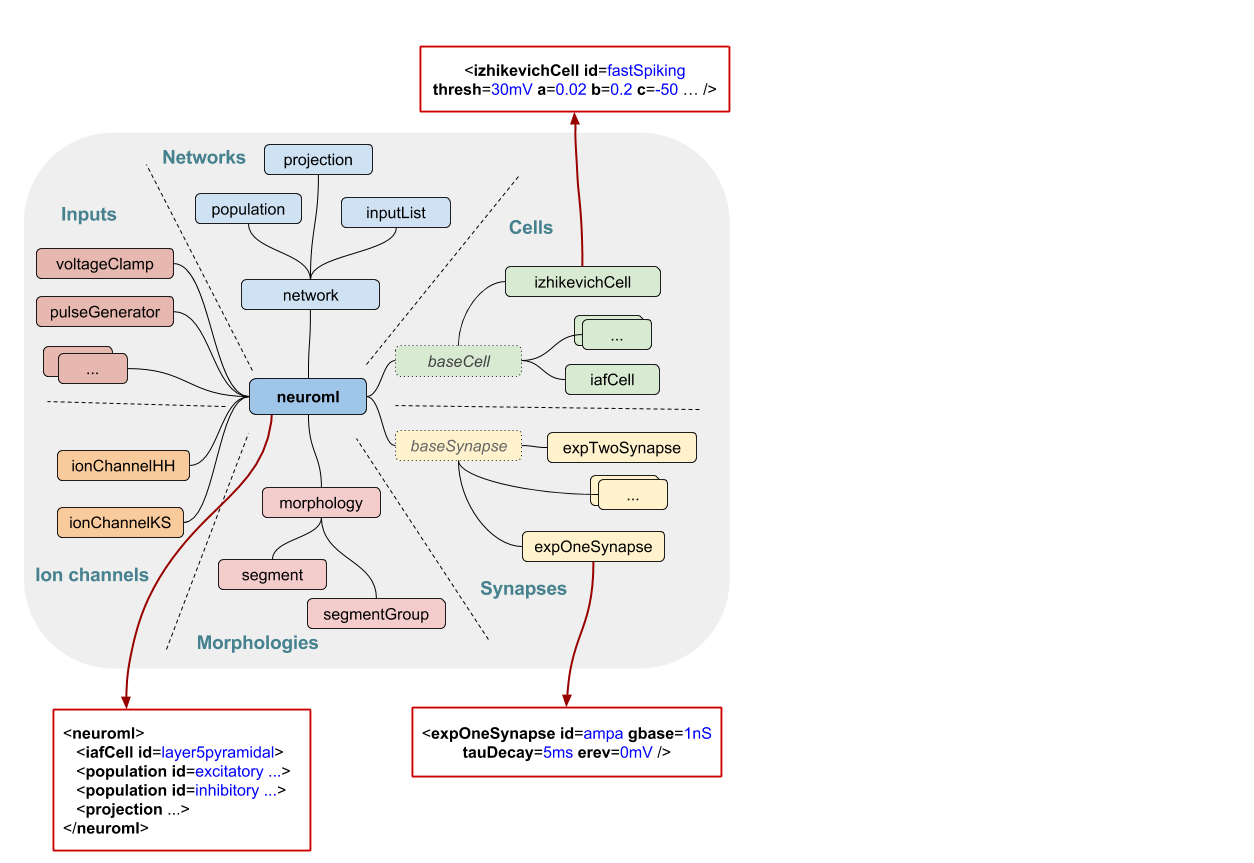 <izhikevichCell id=fastSpiking
thresh=30mV a=0.02 b=0.2 c=-50 ... />
Networks
projection
population
inputList
network
Inputs
voltageClamp
pulseGenerator
...
Cells
izhikevichCell
...
baseCell
iafCell
neuroml
baseSynapse
expTwoSynapse
...
expOneSynapse
Synapses
ionChannelHH
ionChannelKS
Ion channels
morphology
segment
segmentGroup
Morphologies
<neuroml>
<iafCell id=layer5pyramidal>
<population id=excitatory ...>
<population id=inhibitory ...>
<projection ...>
</neuroml>
<expOneSynapse id=ampa gbase=1nS
tauDecay=5ms erev=0mV />